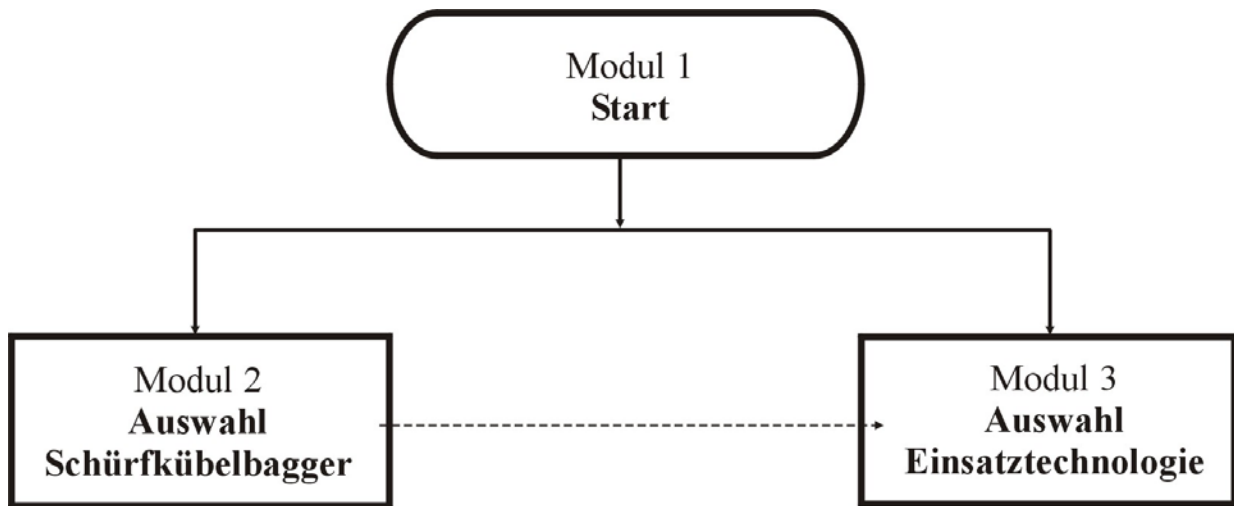 Modul 1
Start
Modul 2
Auswahl
Schürfkübelbagger
Modul 3
Auswahl
Einsatztechnologie